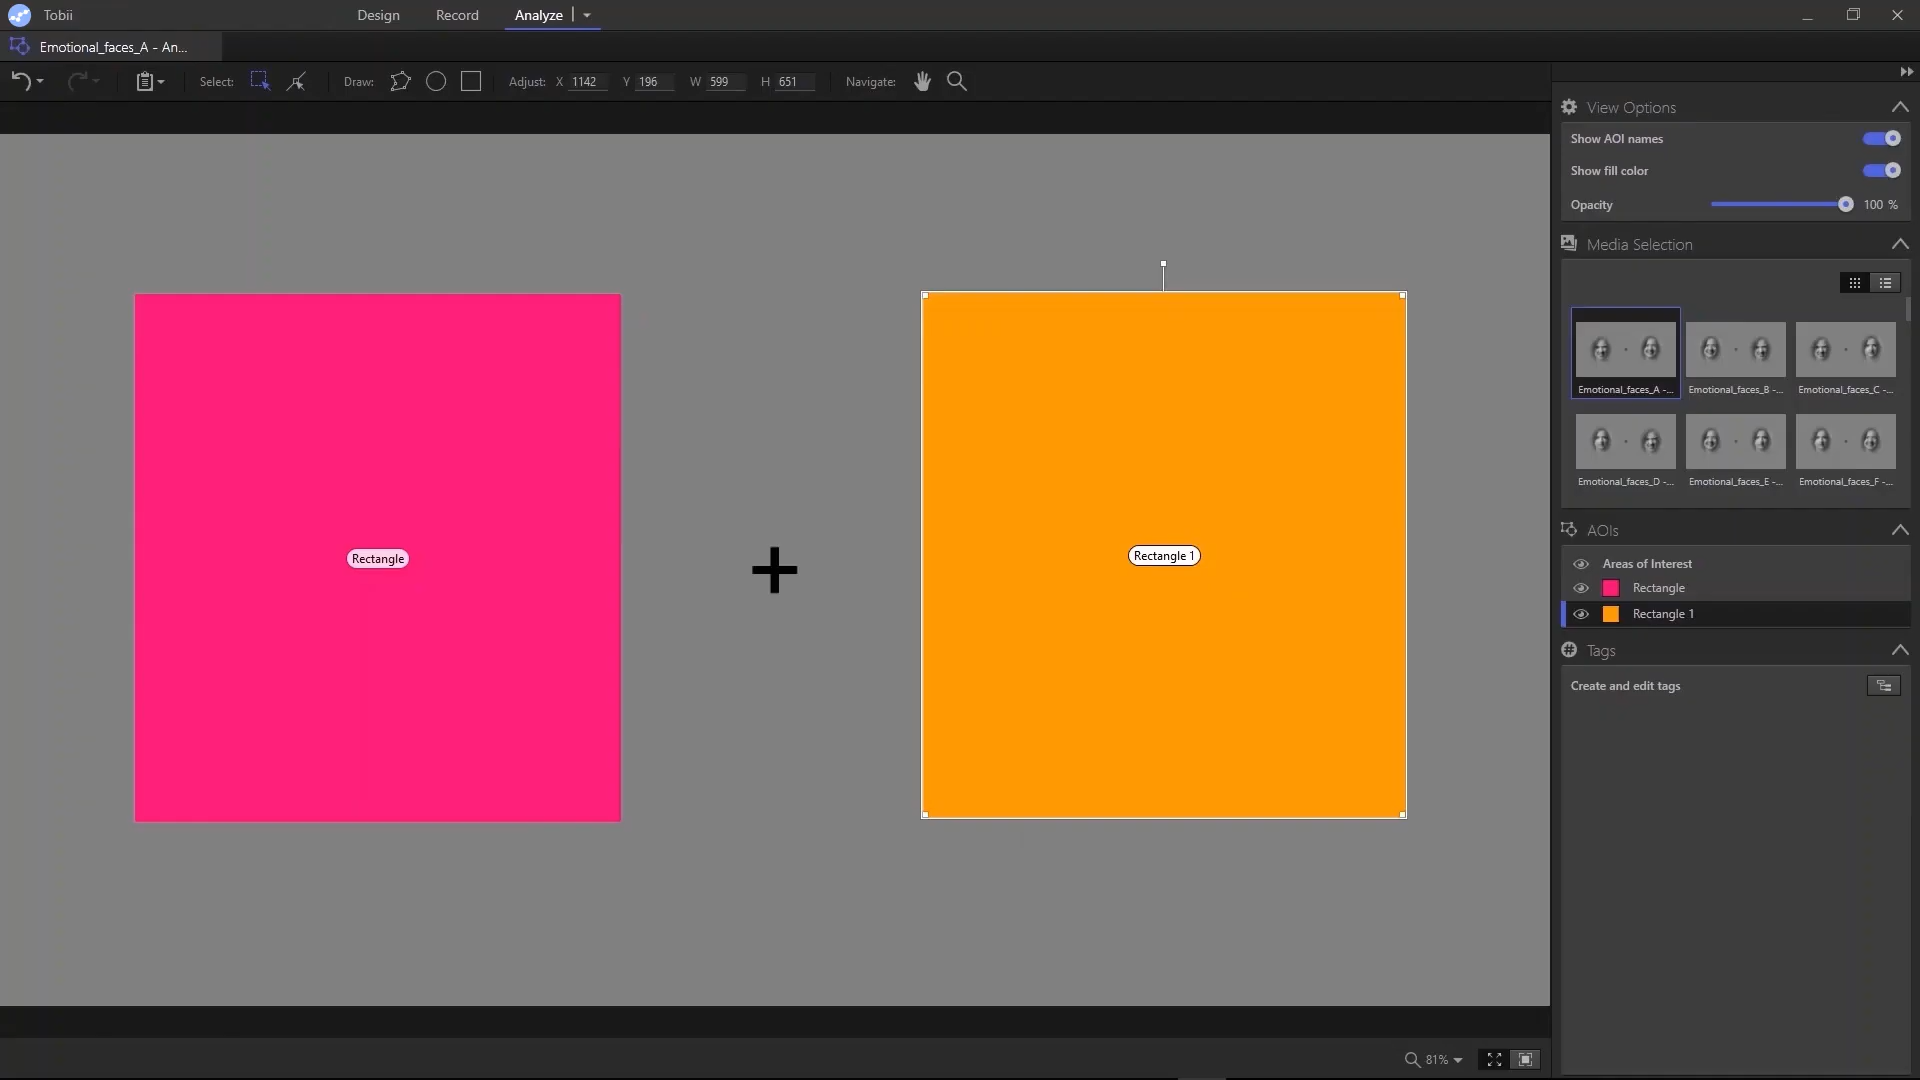 Tobii
Design
Record
Analyze
Emotional_faces_A - An...
Select:
Draw:
Adjust: X 1142 Y 196 W 599 H 651
Navigate:
View Options
Show AOI names
Show fill color
Opacity 100 %
Media Selection
Emotional_faces_A -... Emotional_faces_B -... Emotional_faces_C -...
Emotional_faces_D -... Emotional_faces_E -... Emotional_faces_F -...
Rectangle
Rectangle 1
AOIs
Areas of Interest
Rectangle
Rectangle 1
Tags
Create and edit tags
81%